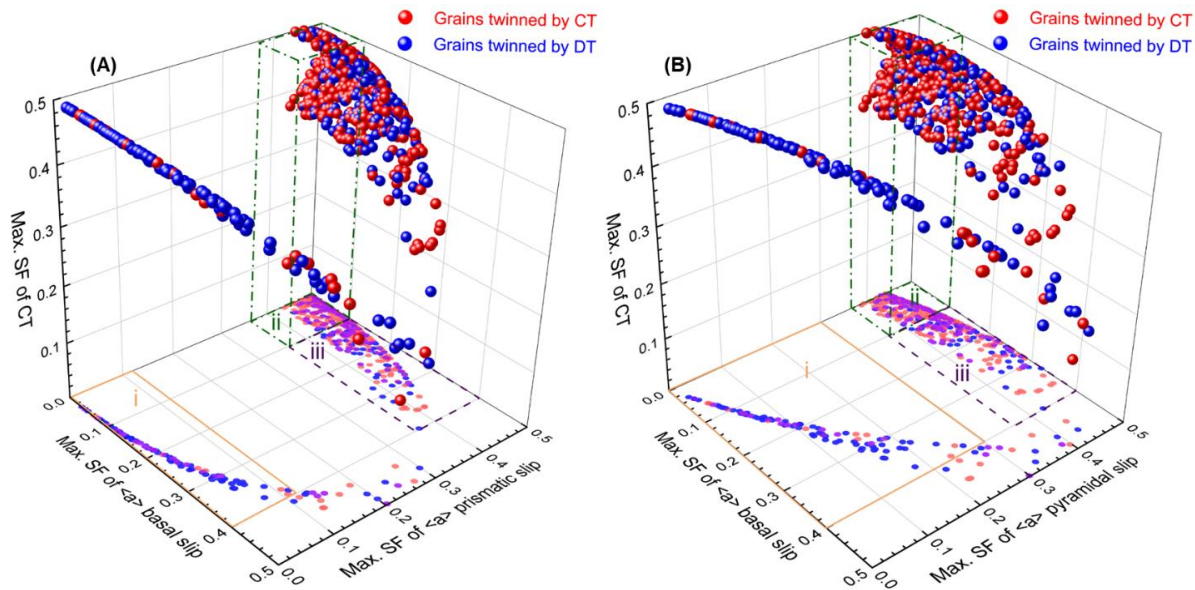 Grains twinned by CT
Grains twinned by DT
(A)
0.5
0.4
0.3
0.2
0.1
Max. SF of CT
i
ii
iii
0.0
0.1
0.2
0.3
0.4
0.5
Max. SF of <a> basal slip
0.0
0.1
0.2
0.3
0.4
0.5
Max. SF of <a> prismatic slip
Grains twinned by CT
Grains twinned by DT
(B)
0.5
0.4
0.3
0.2
0.1
Max. SF of CT
i
ii
iii
0.0
0.1
0.2
0.3
0.4
0.5
Max. SF of <a> basal slip
0.0
0.1
0.2
0.3
0.4
0.5
Max. SF of <a> pyramidal slip